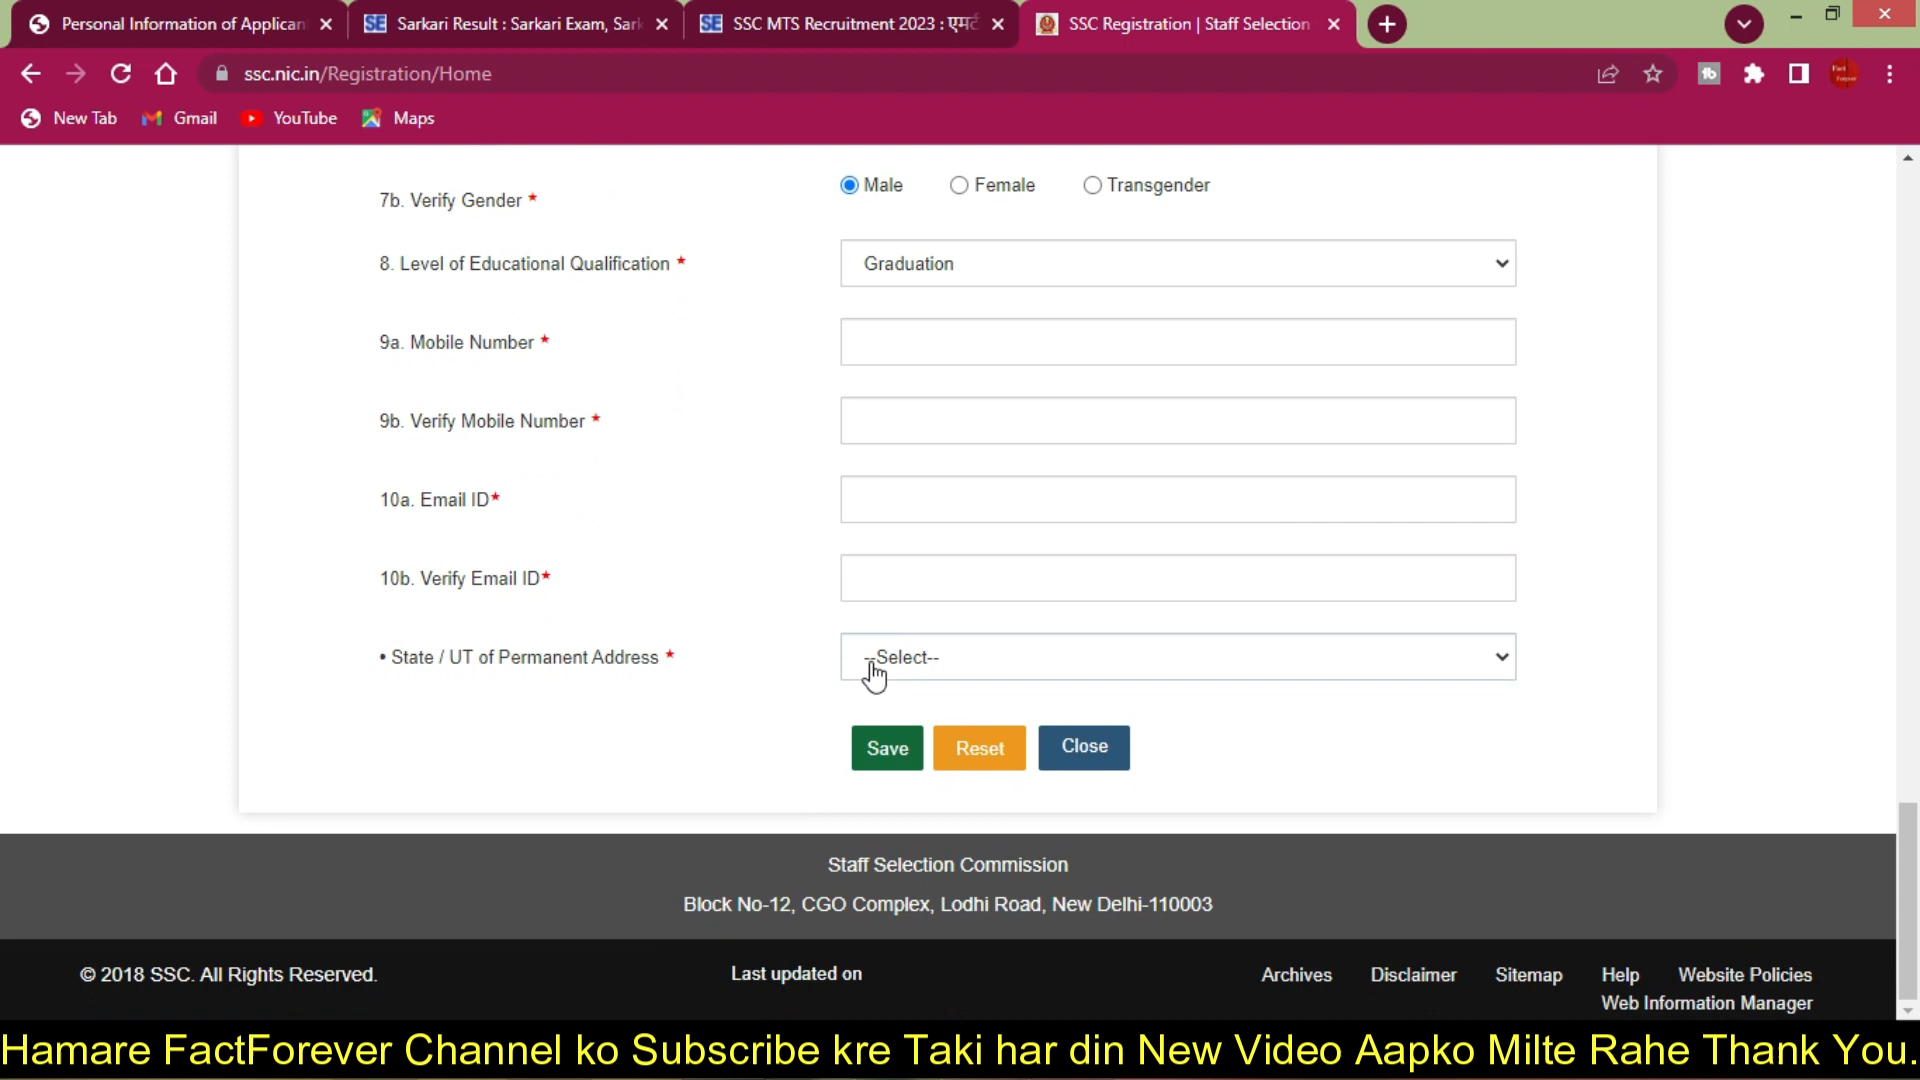 Personal Information of Applican
Sarkari Result : Sarkari Exam, Sark
SSC MTS Recruitment 2023 : एमटी
SSC Registration | Staff Selection
ssc.nic.in/Registration/Home
New Tab
Gmail
YouTube
Maps
7b. Verify Gender *
Male
Female
Transgender
8. Level of Educational Qualification *
Graduation
9a. Mobile Number *
9b. Verify Mobile Number *
10a. Email ID*
10b. Verify Email ID*
• State / UT of Permanent Address *
--Select--
Save
Reset
Close
Staff Selection Commission
Block No-12, CGO Complex, Lodhi Road, New Delhi-110003
© 2018 SSC. All Rights Reserved.
Last updated on
Archives
Disclaimer
Sitemap
Help
Website Policies
Web Information Manager
Hamare FactForever Channel ko Subscribe kre Taki har din New Video Aapko Milte Rahe Thank You.